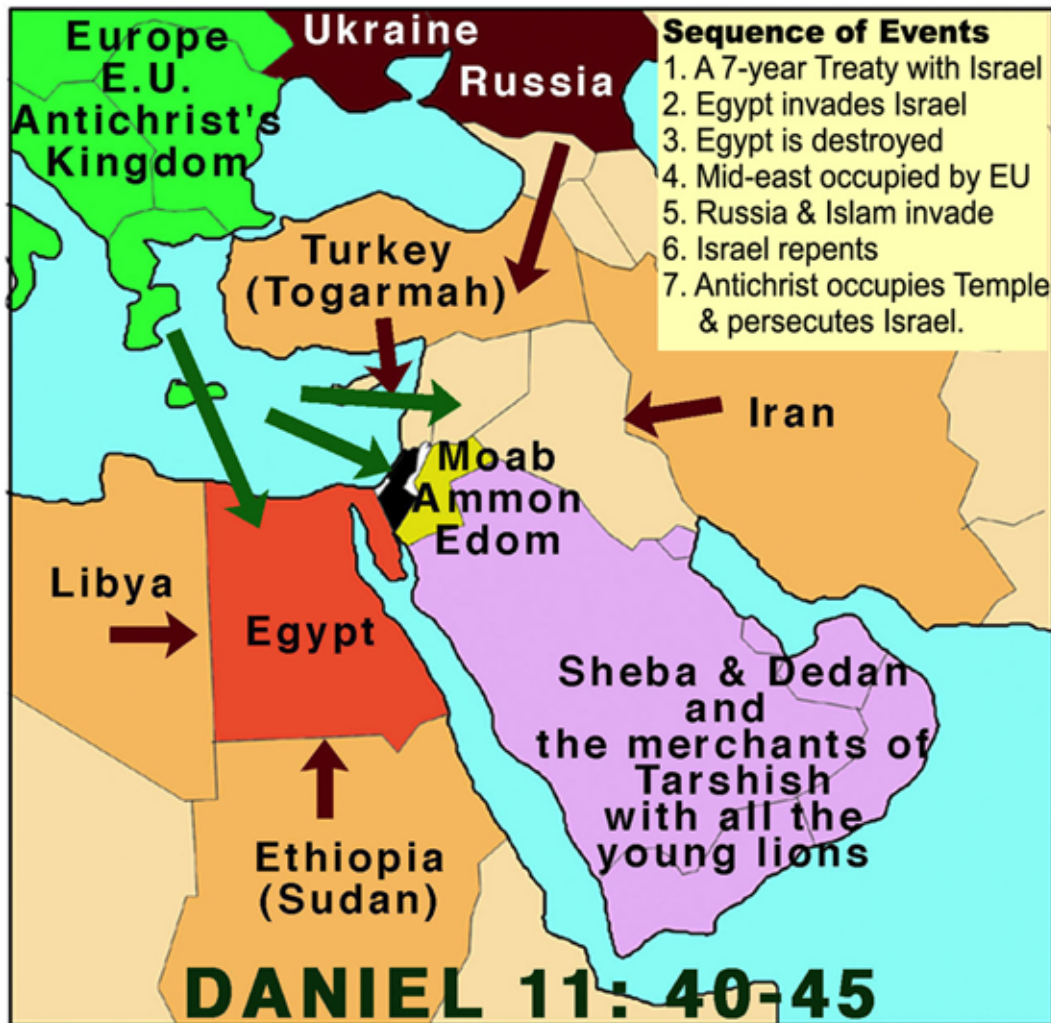 Europe
E.U.
Antichrist's
Kingdom
Ukraine
Russia
Sequence of Events
1. A 7-year Treaty with Israel
2. Egypt invades Israel
3. Egypt is destroyed
4. Mid-east occupied by EU
5. Russia & Islam invade
6. Israel repents
7. Antichrist occupies Temple
& persecutes Israel.
Turkey
(Togarmah)
Iran
Moab
Ammon
Edom
Libya
Egypt
Sheba & Dedan
and
the merchants of
Tarshish
with all the
young lions
Ethiopia
(Sudan)
DANIEL 11: 40-45